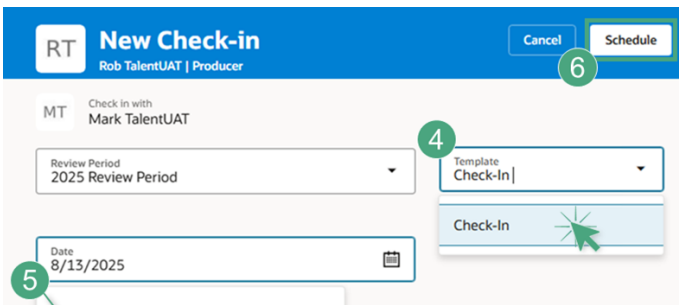 RT
New Check-in
Rob TalentUAT | Producer
Cancel
Schedule
6
MT
Check in with
Mark TalentUAT
4
Review Period
2025 Review Period
Template
Check-In
Check-In
Date
8/13/2025
5